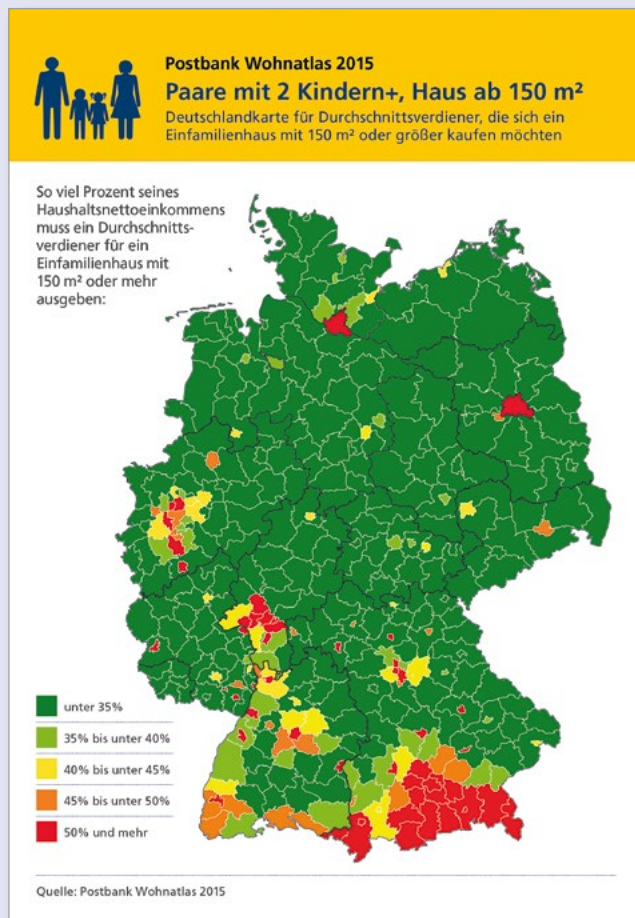 Postbank Wohnatlas 2015
Paare mit 2 Kindern+, Haus ab 150 m²
Deutschlandkarte für Durchschnittsverdiener, die sich ein
Einfamilienhaus mit 150 m² oder größer kaufen möchten
So viel Prozent seines
Haushaltsnettoeinkommens
muss ein Durchschnitts-
verdiener für ein
Einfamilienhaus mit
150 m² oder mehr
ausgeben:
unter 35%
35% bis unter 40%
40% bis unter 45%
45% bis unter 50%
50% und mehr
Quelle: Postbank Wohnatlas 2015